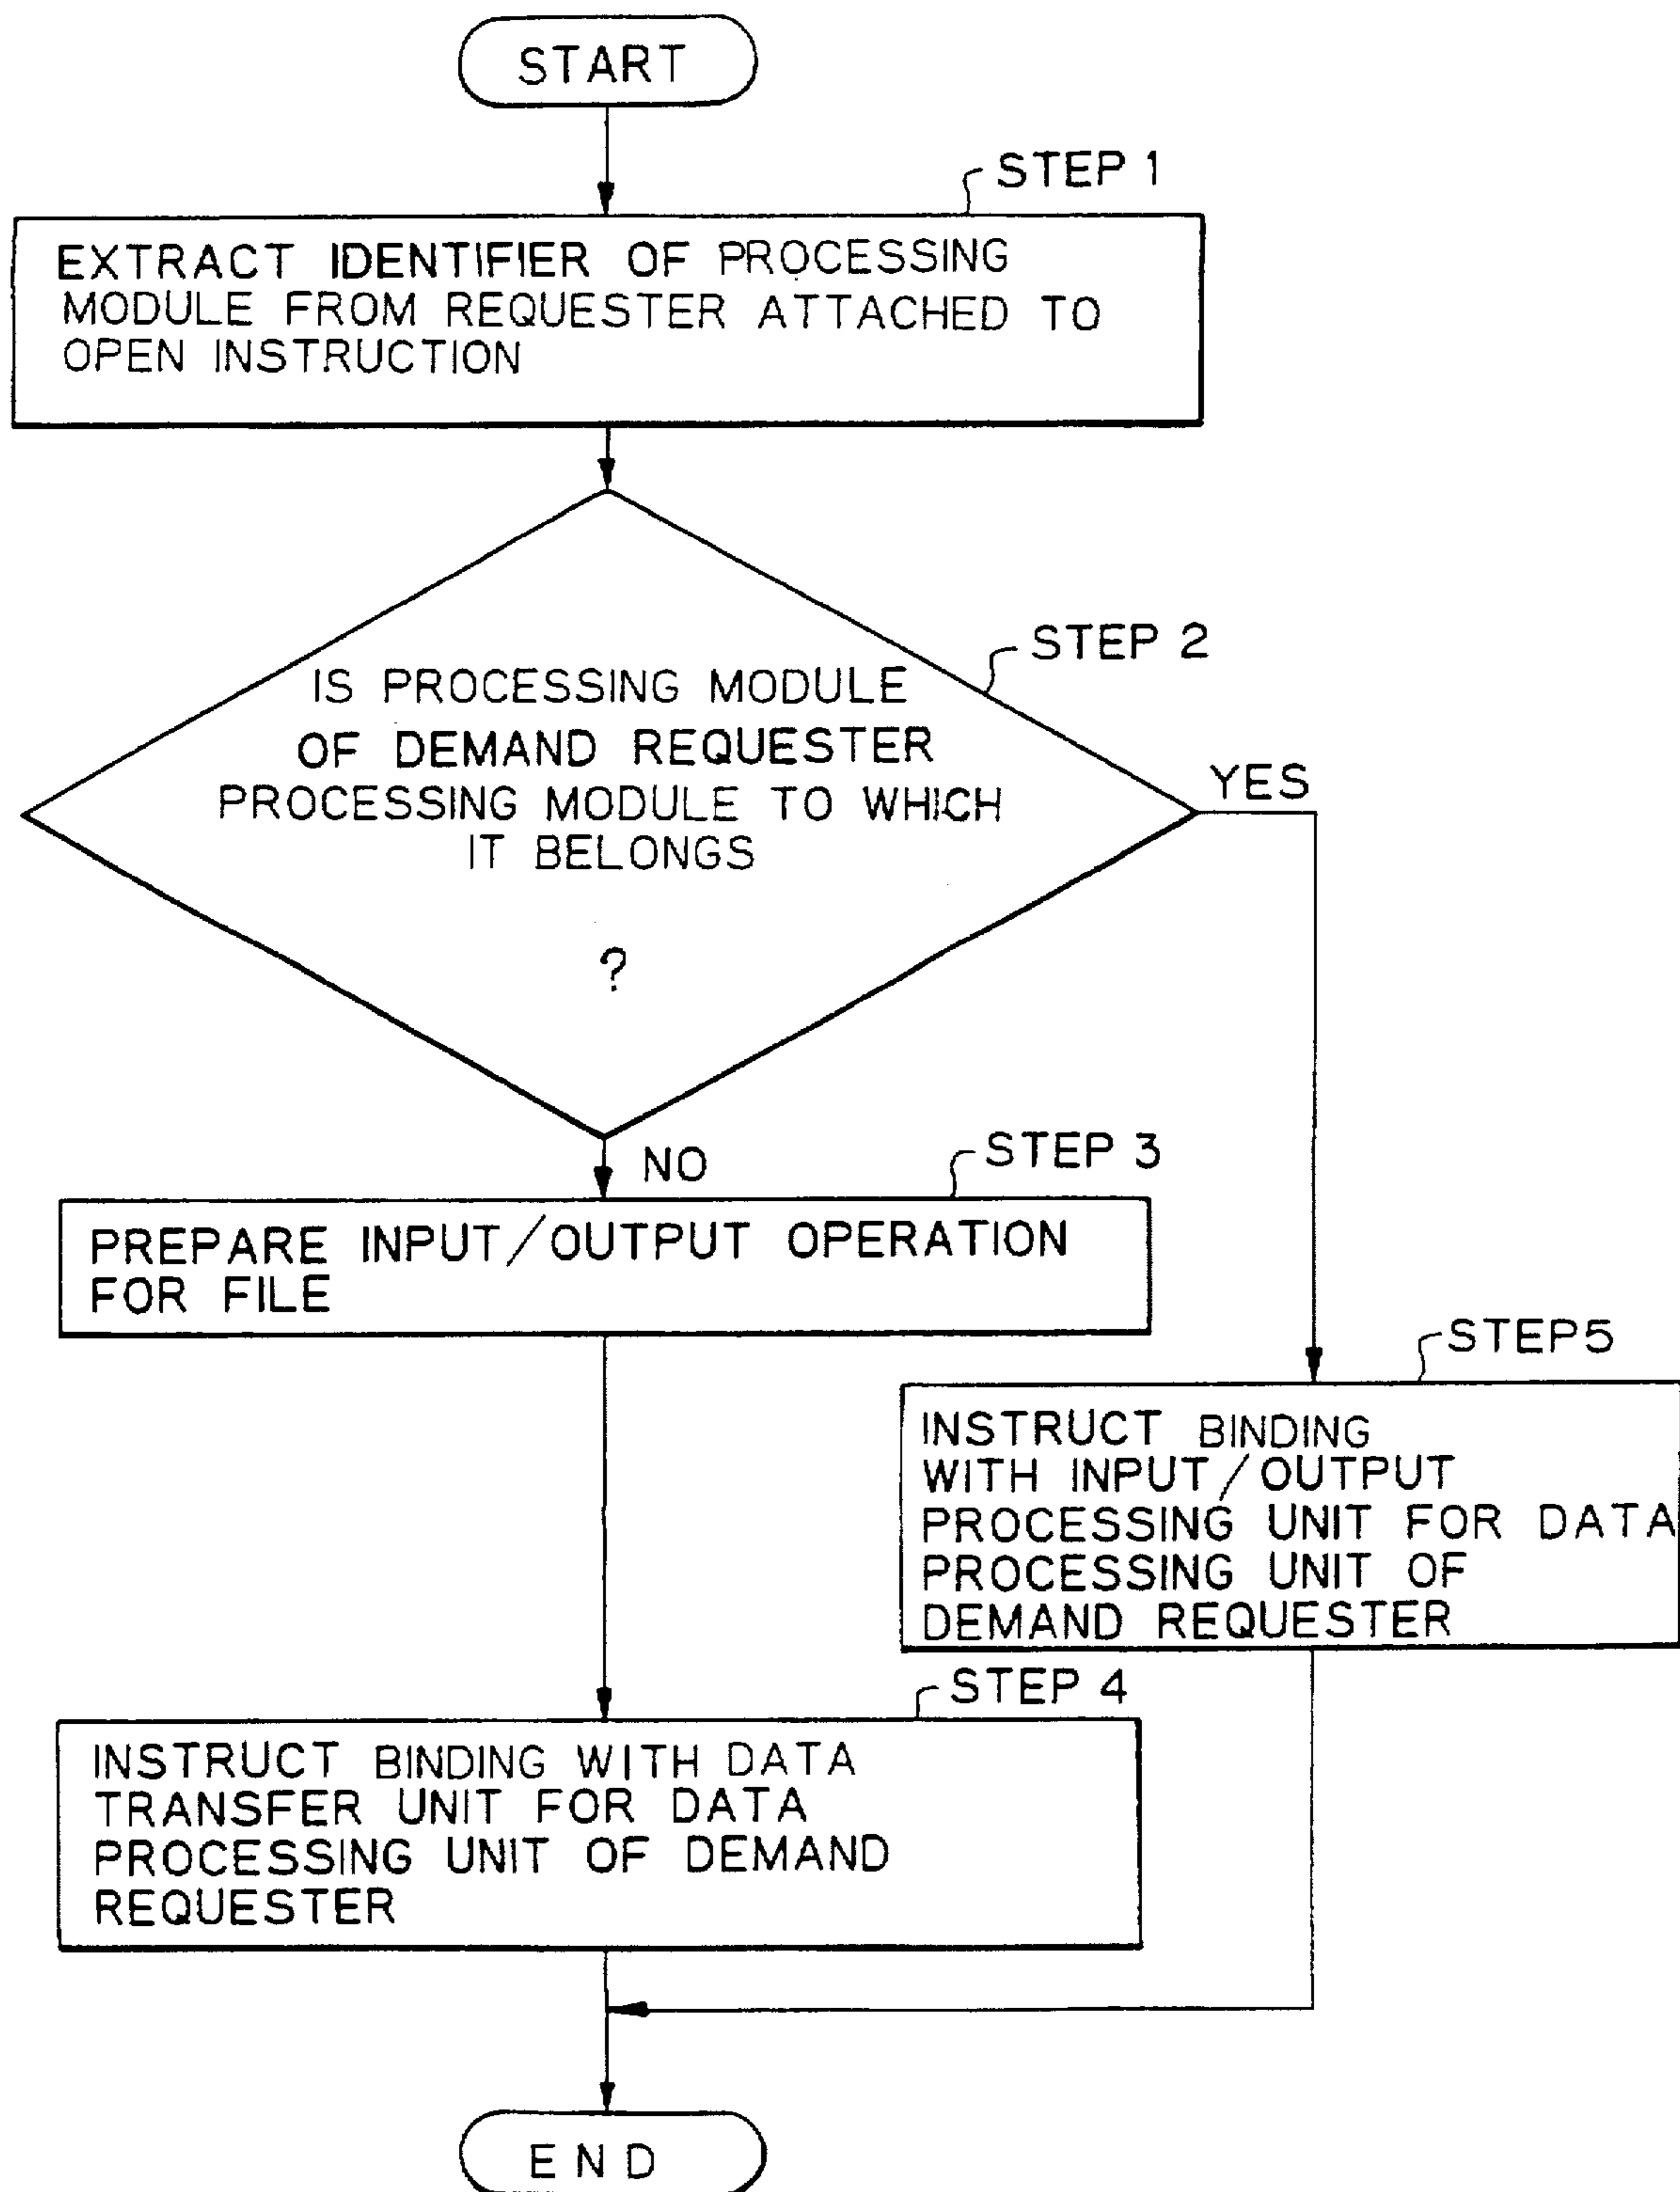 START
STEP 1
EXTRACT IDENTIFIER OF PROCESSING
MODULE FROM REQUESTER ATTACHED TO
OPEN INSTRUCTION
STEP 2
IS PROCESSING MODULE
OF DEMAND REQUESTER
PROCESSING MODULE TO WHICH
IT BELONGS
?
YES
NO
STEP 3
PREPARE INPUT/OUTPUT OPERATION
FOR FILE
STEP5
INSTRUCT BINDING
WITH INPUT/OUTPUT
PROCESSING UNIT FOR DATA
PROCESSING UNIT OF
DEMAND REQUESTER
STEP 4
INSTRUCT BINDING WITH DATA
TRANSFER UNIT FOR DATA
PROCESSING UNIT OF DEMAND
REQUESTER
END